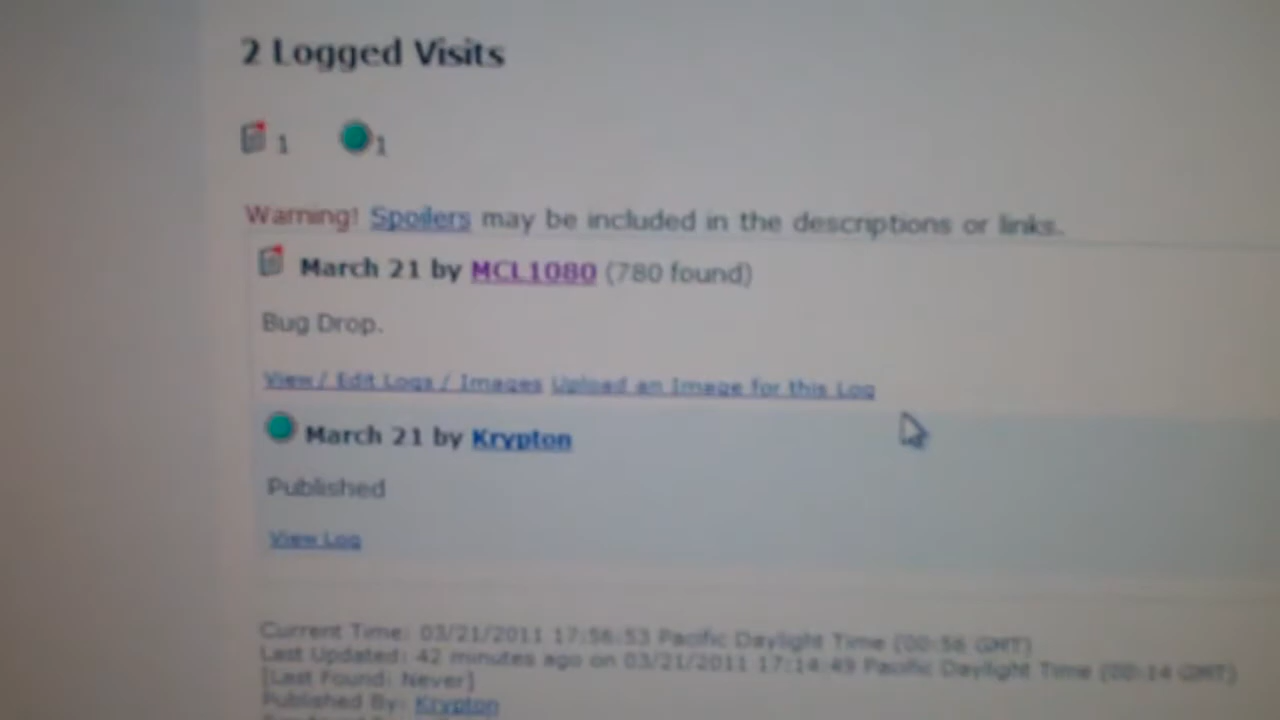 2 Logged Visits
1 1
Warning! Spoilers may be included in the descriptions or links.
March 21 by MCL1080 (780 found)
Bug Drop.
View / Edit Logs / Images Upload an Image for this Log
March 21 by Krypton
Published
View Log
Current Time: 03/21/2011 17:56:53 Pacific Daylight Time (00:56 GMT)
Last Updated: 42 minutes ago on 03/21/2011 17:14:49 Pacific Daylight Time (00:14 GMT)
[Last Found: Never]
Published By: Krypton